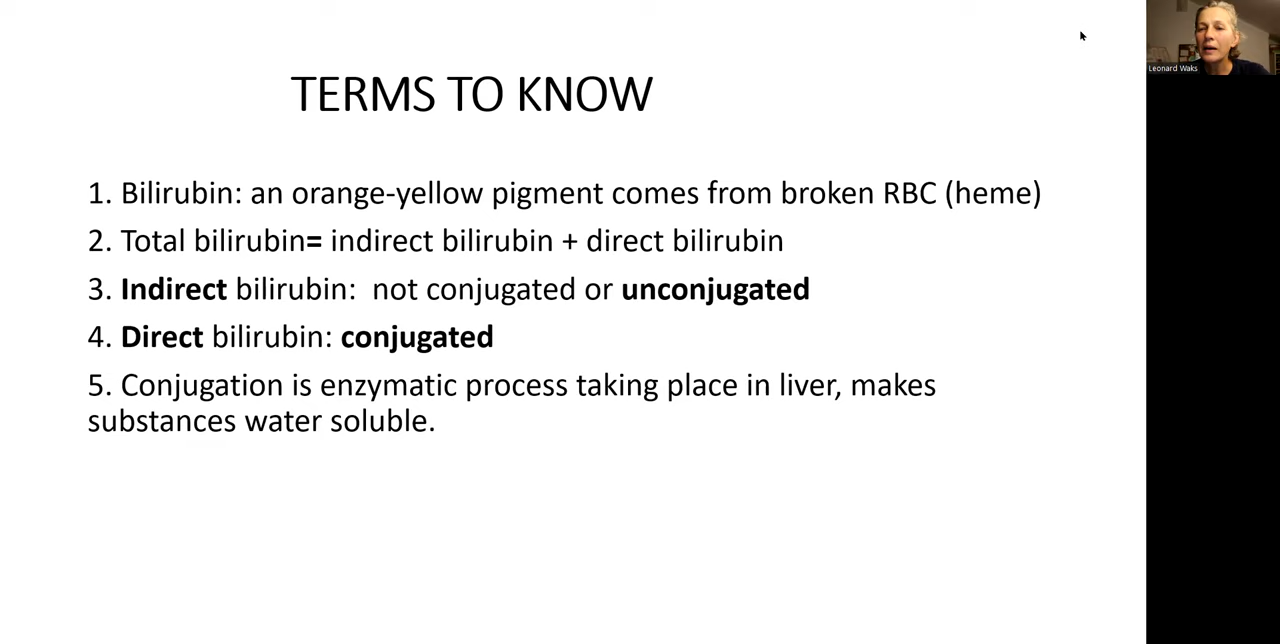 TERMS TO KNOW
Leonard Waks
1. Bilirubin: an orange-yellow pigment comes from broken RBC (heme)
2. Total bilirubin= indirect bilirubin + direct bilirubin
3. Indirect bilirubin:  not conjugated or unconjugated
4. Direct bilirubin: conjugated
5. Conjugation is enzymatic process taking place in liver, makes
substances water soluble.